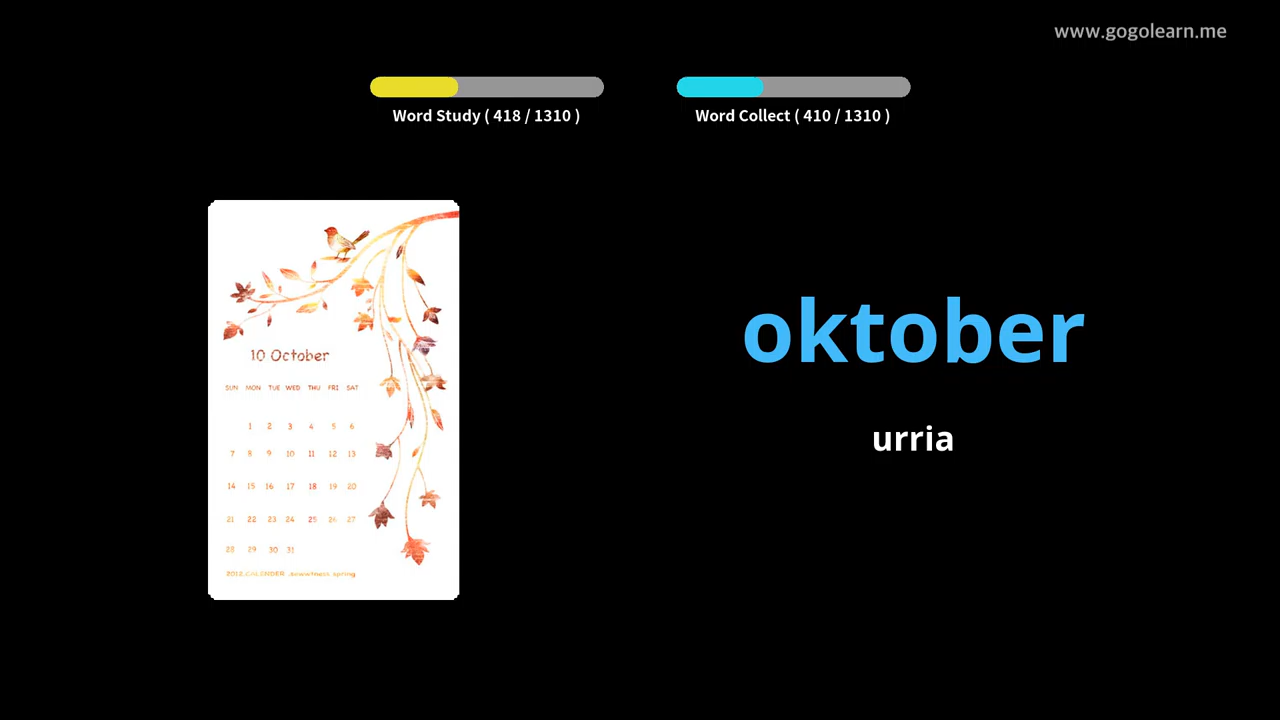 www.gogolearn.me
Word Study ( 418 / 1310 )
Word Collect ( 410 / 1310 )
10 October
SUN MON TUE WED THU FRI SAT
1 2 3 4 5 6
7 8 9 10 11 12 13
14 15 16 17 18 19 20
21 22 23 24 25 26 27
28 29 30 31
2012 CALENDER
oktober
urria